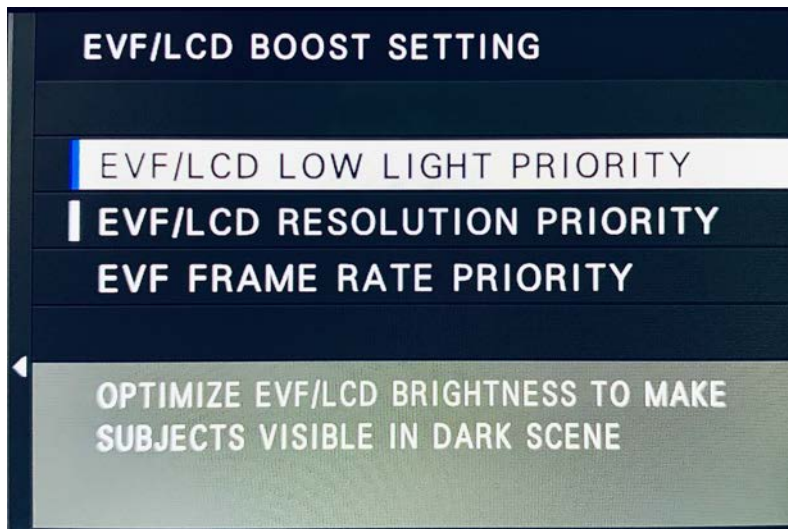 EVF/LCD BOOST SETTING
EVF/LCD LOW LIGHT PRIORITY
EVF/LCD RESOLUTION PRIORITY
EVF FRAME RATE PRIORITY
OPTIMIZE EVF/LCD BRIGHTNESS TO MAKE
SUBJECTS VISIBLE IN DARK SCENE